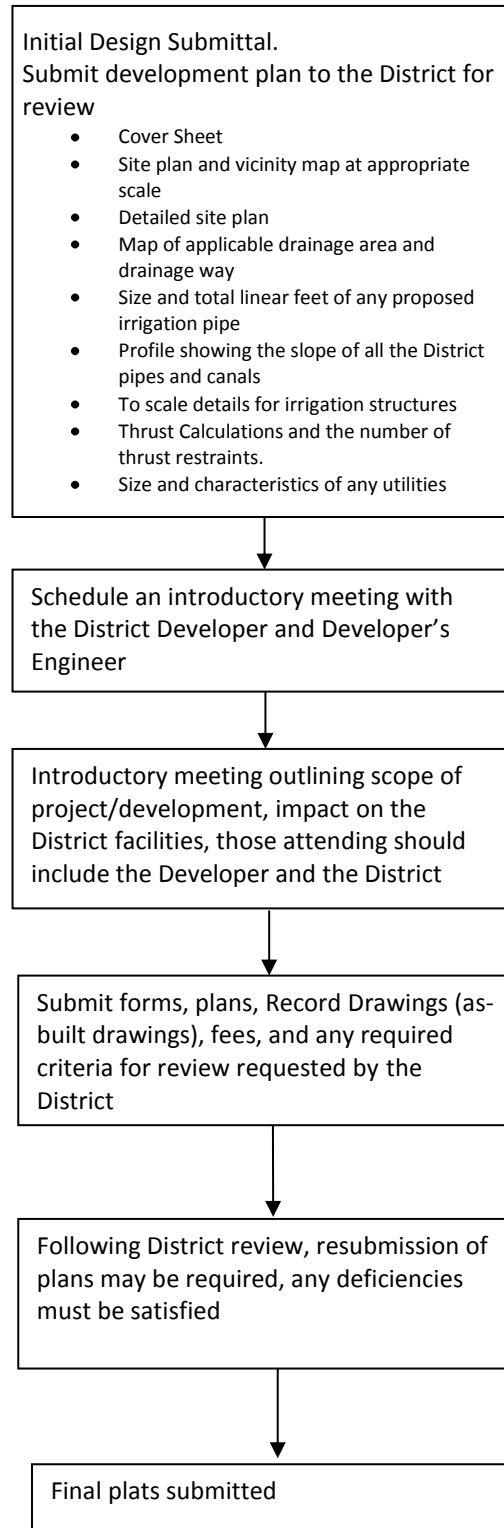 Initial Design Submittal.
Submit development plan to the District for
review
• Cover Sheet
• Site plan and vicinity map at appropriate
scale
• Detailed site plan
• Map of applicable drainage area and
drainage way
• Size and total linear feet of any proposed
irrigation pipe
• Profile showing the slope of all the District
pipes and canals
• To scale details for irrigation structures
• Thrust Calculations and the number of
thrust restraints.
• Size and characteristics of any utilities
Schedule an introductory meeting with
the District Developer and Developer’s
Engineer
Introductory meeting outlining scope of
project/development, impact on the
District facilities, those attending should
include the Developer and the District
Submit forms, plans, Record Drawings (as-
built drawings), fees, and any required
criteria for review requested by the
District
Following District review, resubmission of
plans may be required, any deficiencies
must be satisfied
Final plats submitted